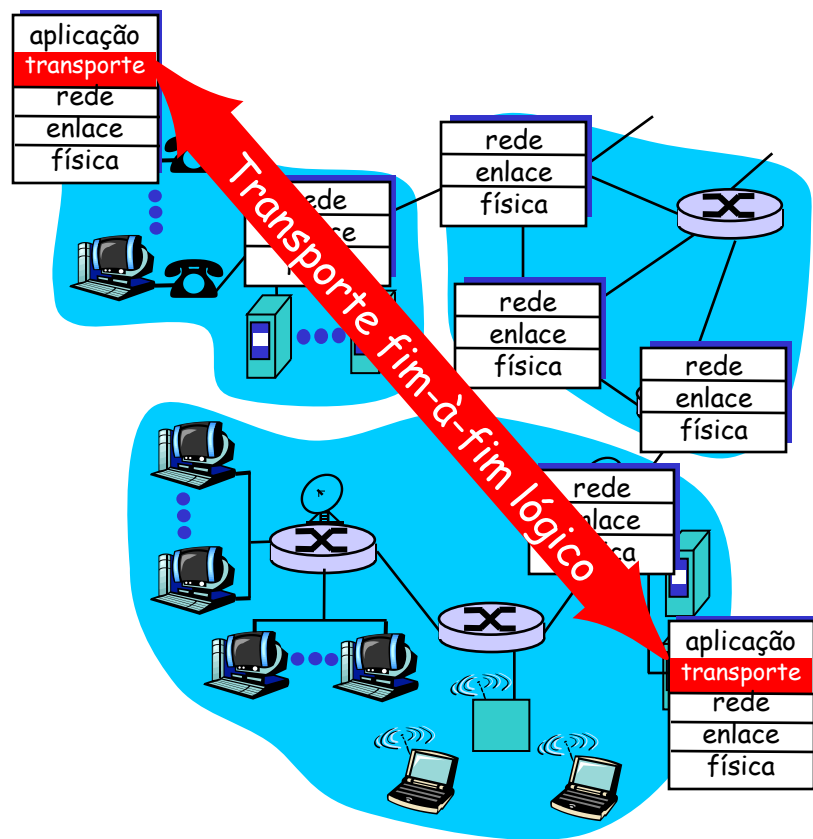 aplicação
transporte
rede
enlace
física
rede
enlace
física
rede
Transporte fim-à-fim lógico
rede
enlace
física
rede
enlace
física
rede
aplicação
transporte
rede
enlace
física